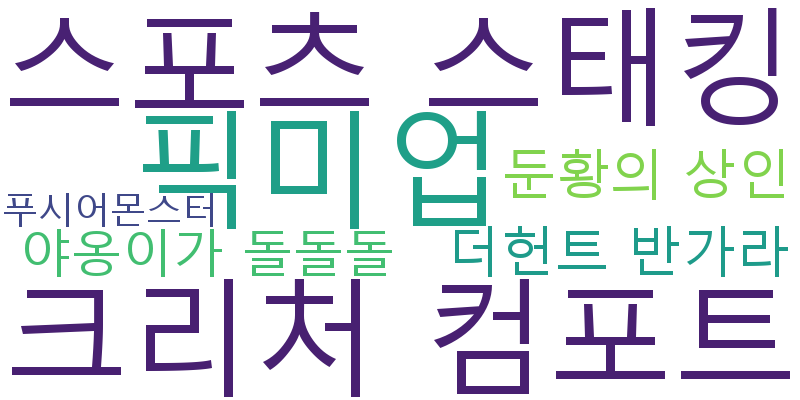 스포츠 스태킹
픽미업
둔황의 상인
푸시어몬스터
야옹이가 돌돌돌
더헌트 반가라
크리처 컴포트